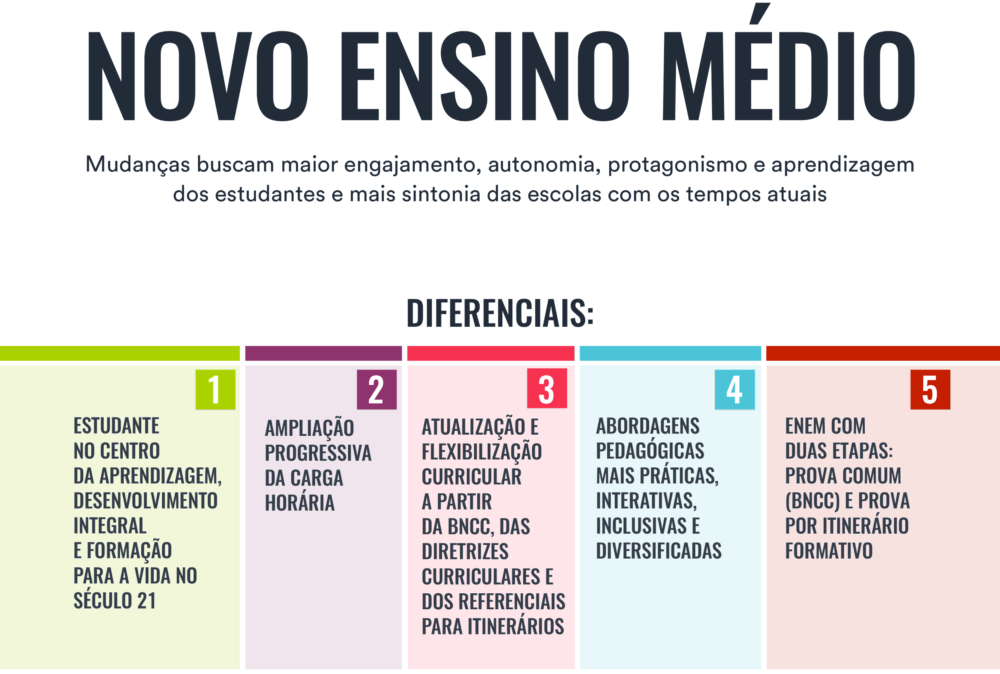 NOVO ENSINO MÉDIO
Mudanças buscam maior engajamento, autonomia, protagonismo e aprendizagem
dos estudantes e mais sintonia das escolas com os tempos atuais
DIFERENCIAIS:
1
ESTUDANTE
NO CENTRO
DA APRENDIZAGEM,
DESENVOLVIMENTO
INTEGRAL
E FORMAÇÃO
PARA A VIDA NO
SÉCULO 21
2
AMPLIAÇÃO
PROGRESSIVA
DA CARGA
HORÁRIA
3
ATUALIZAÇÃO E
FLEXIBILIZAÇÃO
CURRICULAR
A PARTIR
DA BNCC, DAS
DIRETRIZES
CURRICULARES E
DOS REFERENCIAIS
PARA ITINERÁRIOS
4
ABORDAGENS
PEDAGÓGICAS
MAIS PRÁTICAS,
INTERATIVAS,
INCLUSIVAS E
DIVERSIFICADAS
5
ENEM COM
DUAS ETAPAS:
PROVA COMUM
(BNCC) E PROVA
POR ITINERÁRIO
FORMATIVO